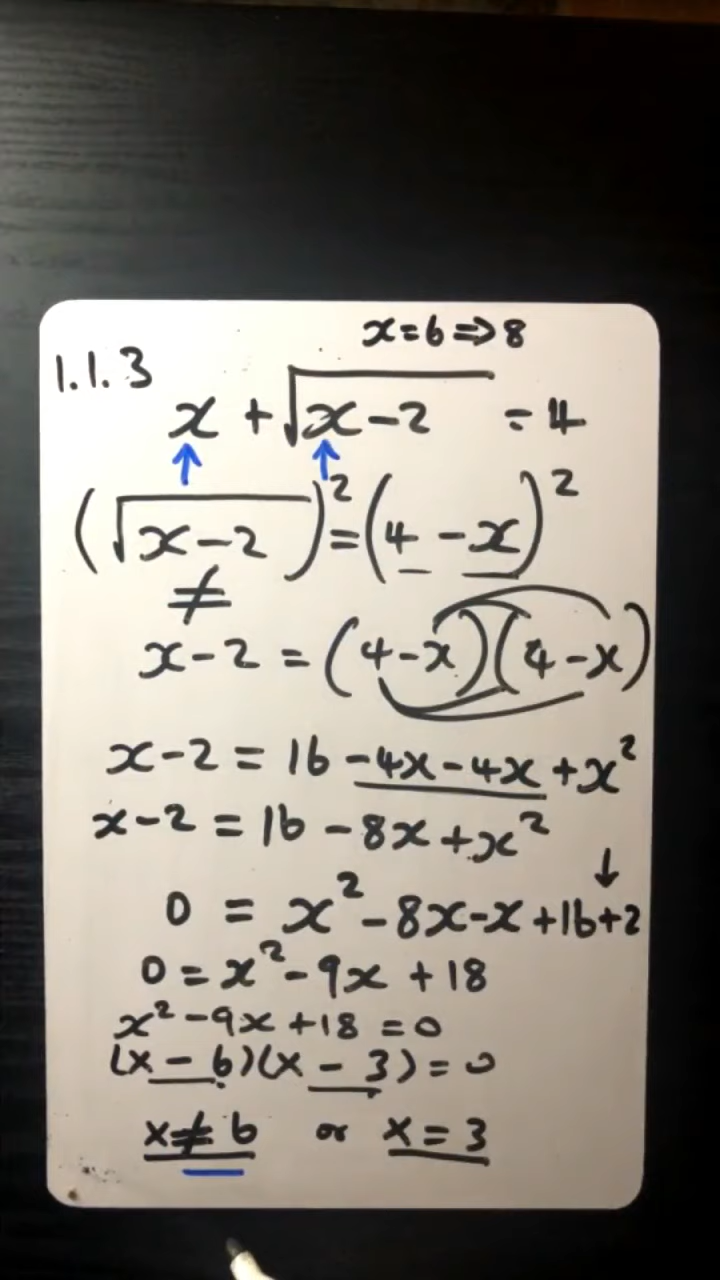 x = 6 ⇒ 8
1.1.3
x + √(x - 2) = 4
(√(x - 2))² = (4 - x)²
≠
x - 2 = (4 - x)(4 - x)
x - 2 = 16 - 4x - 4x + x²
x - 2 = 16 - 8x + x²
0 = x² - 8x - x + 16 + 2
0 = x² - 9x + 18
x² - 9x + 18 = 0
(x - 6)(x - 3) = 0
x ≠ 6 or x = 3